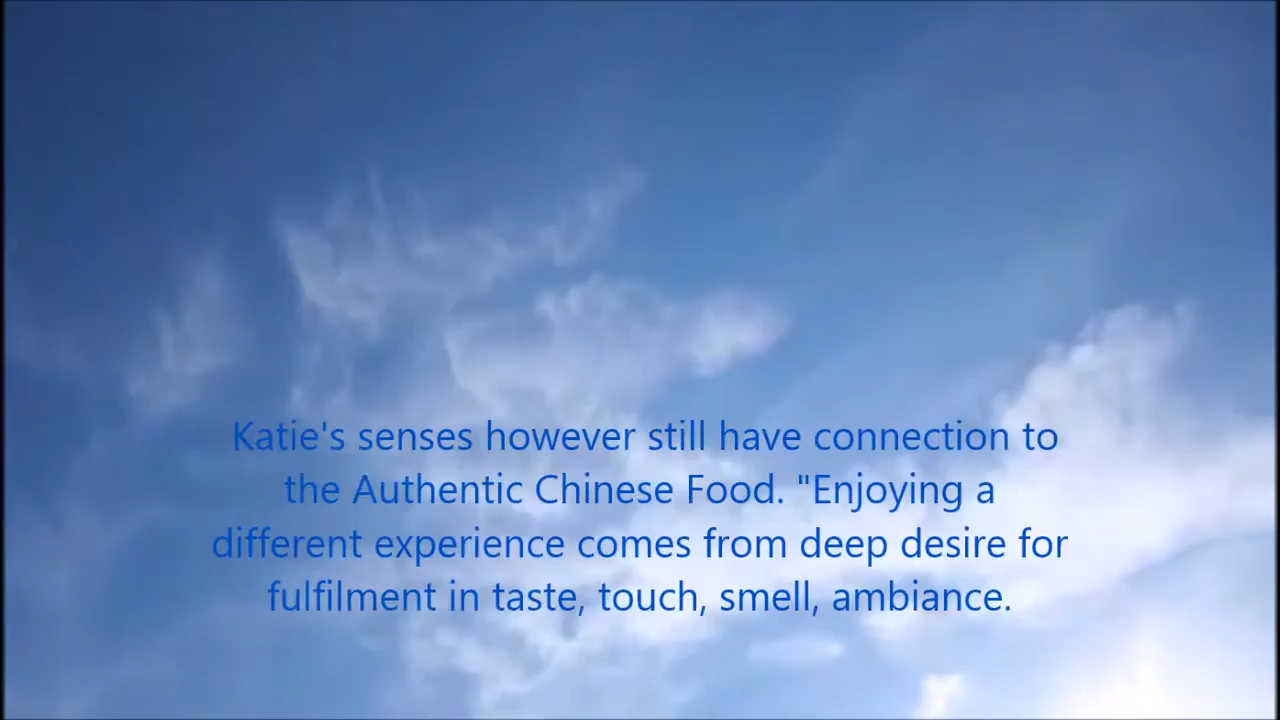 Katie's senses however still have connection to
the Authentic Chinese Food. "Enjoying a
different experience comes from deep desire for
fulfilment in taste, touch, smell, ambiance.